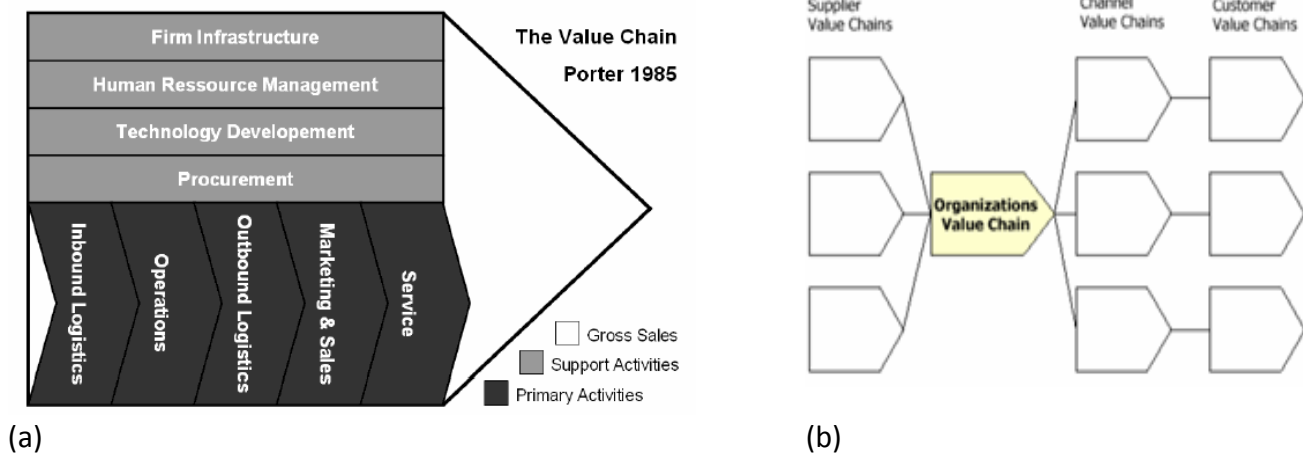 Firm Infrastructure
Human Ressource Management
Technology Developement
Procurement
Inbound Logistics
Operations
Outbound Logistics
Marketing & Sales
Service
The Value Chain
Porter 1985
Gross Sales
Support Activities
Primary Activities
(a)
Supplier
Value Chains
Channel
Value Chains
Customer
Value Chains
Organizations
Value Chain
(b)